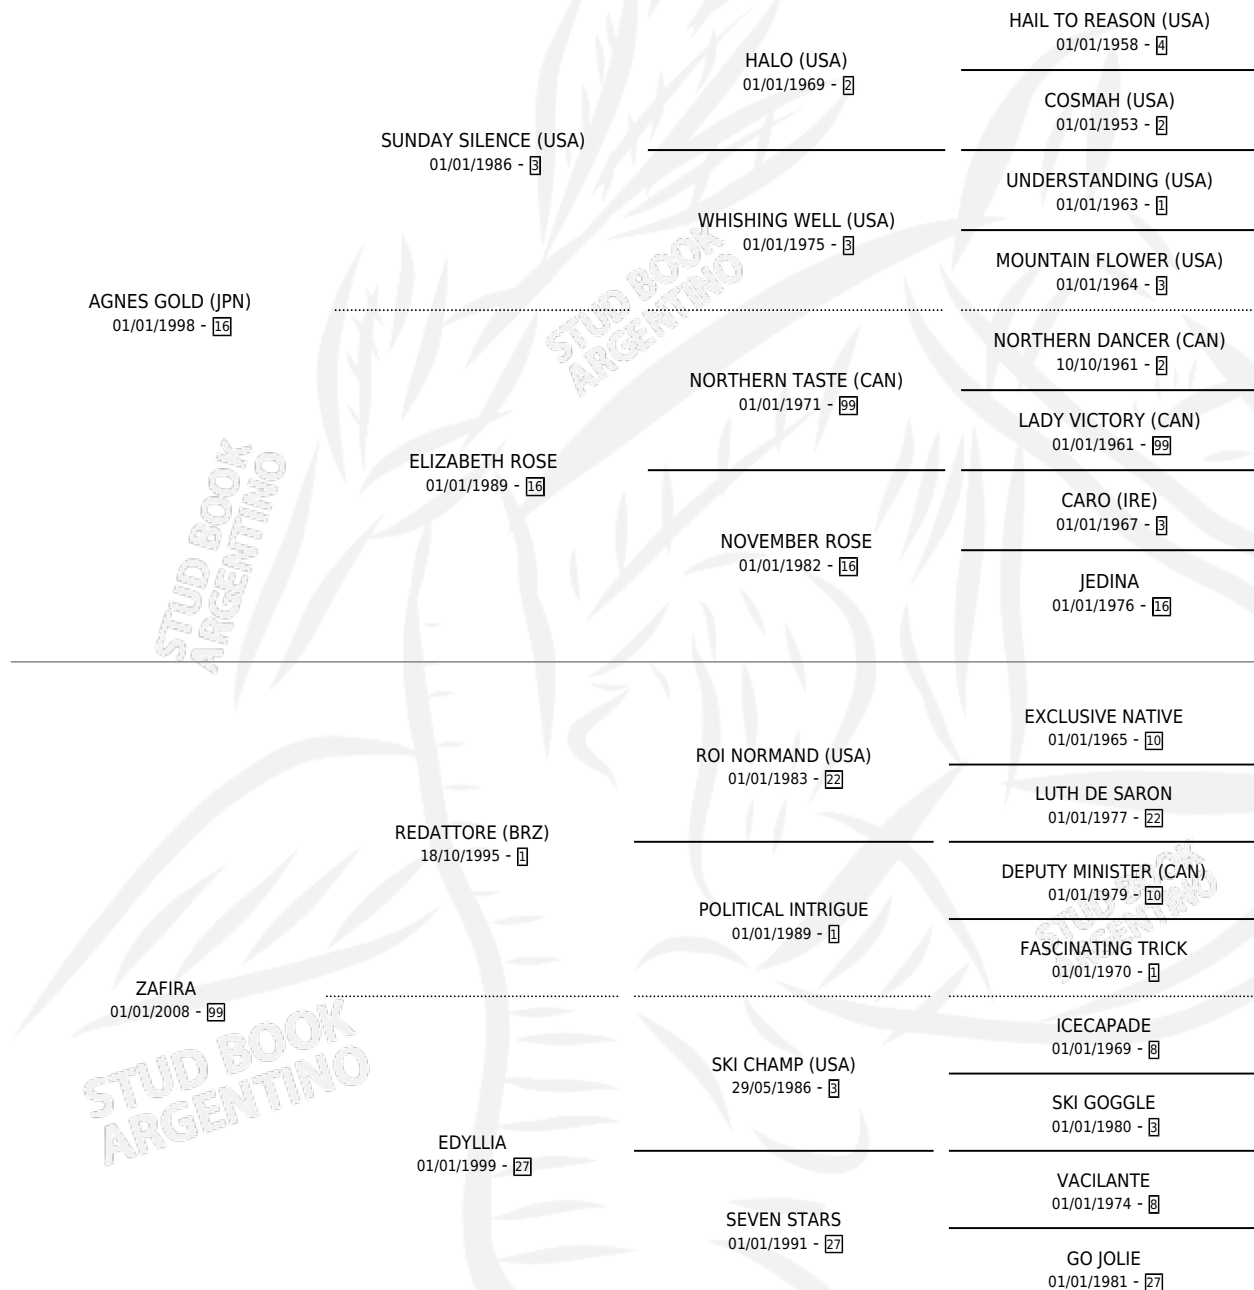 HAIL TO REASON (USA)
01/01/1958 - 4
HALO (USA)
01/01/1969 - 2
COSMAH (USA)
01/01/1953 - 2
SUNDAY SILENCE (USA)
01/01/1986 - 3
UNDERSTANDING (USA)
01/01/1963 - 1
WHISHING WELL (USA)
01/01/1975 - 3
MOUNTAIN FLOWER (USA)
01/01/1964 - 3
AGNES GOLD (JPN)
01/01/1998 - 16
STUD BOOK
ARGENTINO
NORTHERN DANCER (CAN)
10/10/1961 - 2
NORTHERN TASTE (CAN)
01/01/1971 - 99
LADY VICTORY (CAN)
01/01/1961 - 99
ELIZABETH ROSE
01/01/1989 - 16
CARO (IRE)
01/01/1967 - 3
NOVEMBER ROSE
01/01/1982 - 16
JEDINA
01/01/1976 - 16
STUD BOOK
ARGENTINO
EXCLUSIVE NATIVE
01/01/1965 - 10
ROI NORMAND (USA)
01/01/1983 - 22
LUTH DE SARON
01/01/1977 - 22
REDATTORE (BRZ)
18/10/1995 - 1
DEPUTY MINISTER (CAN)
01/01/1979 - 10
POLITICAL INTRIGUE
01/01/1989 - 1
STUD BOOK
ARGENTINO
FASCINATING TRICK
01/01/1970 - 1
ZAFIRA
01/01/2008 - 99
ICECAPADE
01/01/1969 - 8
SKI CHAMP (USA)
29/05/1986 - 3
SKI GOGGLE
01/01/1980 - 3
STUD BOOK
ARGENTINO
EDYLLIA
01/01/1999 - 27
VACILANTE
01/01/1974 - 8
SEVEN STARS
01/01/1991 - 27
GO JOLIE
01/01/1981 - 27